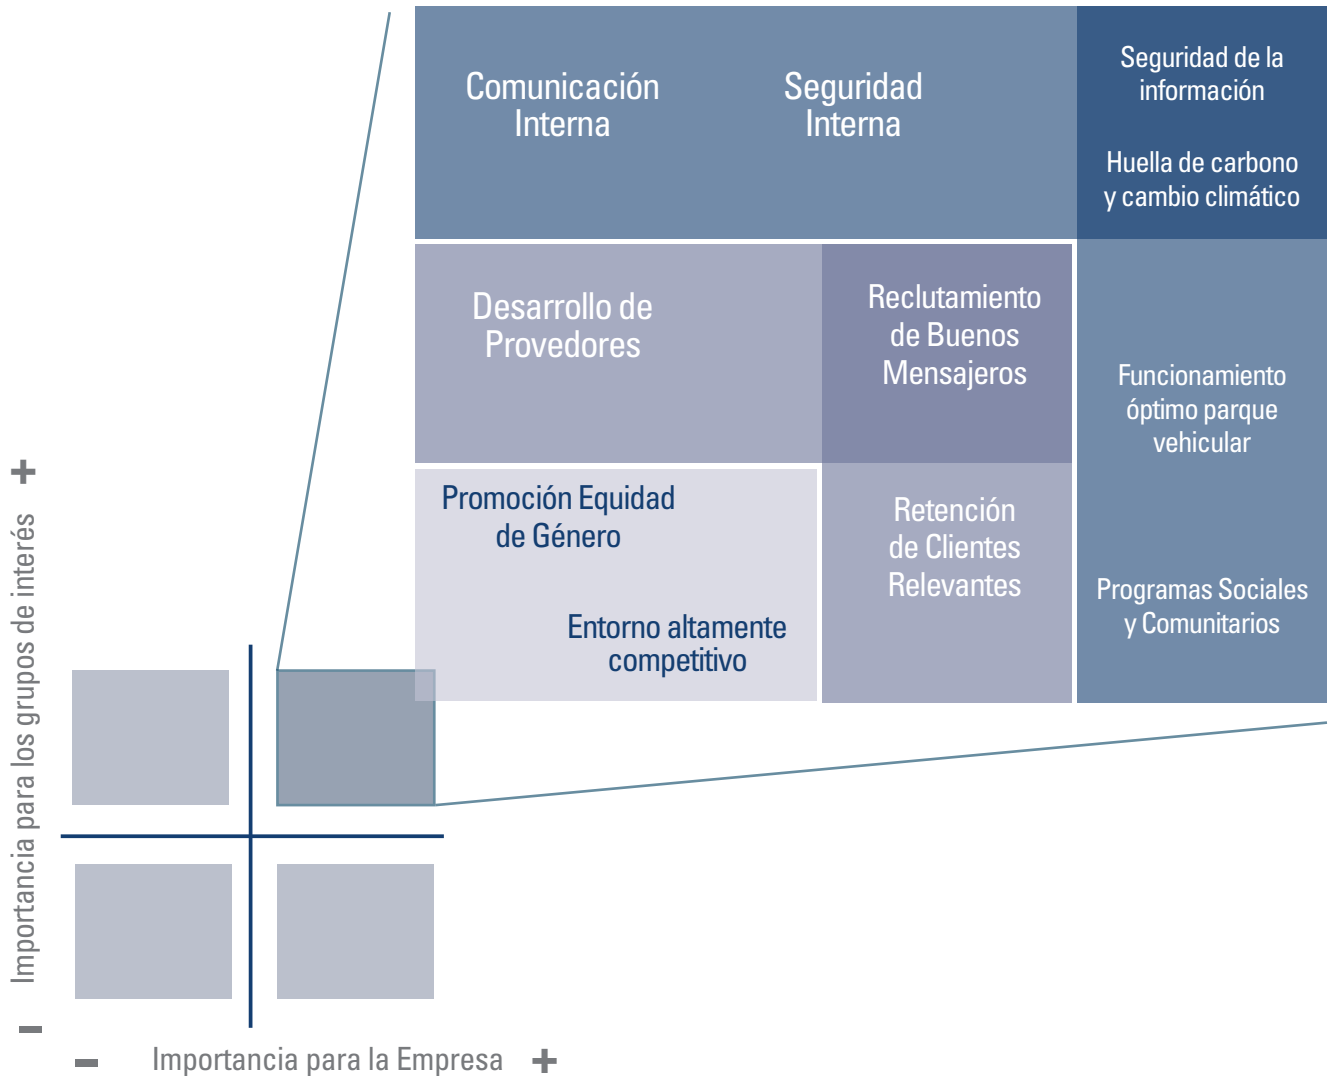 Comunicación
Interna
Seguridad
Interna
Seguridad de la
información
Huella de carbono
y cambio climático
Desarrollo de
Provedores
Reclutamiento
de Buenos
Mensajeros
Funcionamiento
óptimo parque
vehicular
Promoción Equidad
de Género
Entorno altamente
competitivo
Retención
de Clientes
Relevantes
Programas Sociales
y Comunitarios
- Importancia para los grupos de interés +
- Importancia para la Empresa +